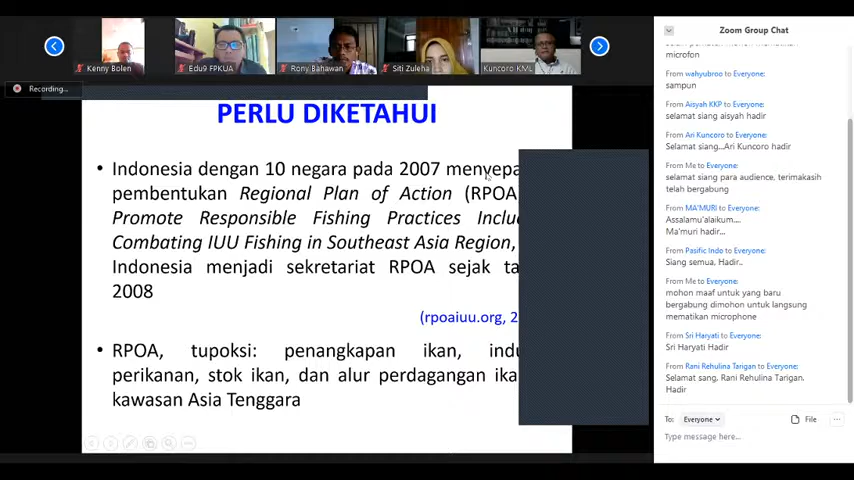 Kenny Bolen
Edu9 FPKUA
Rony Bahawan
Siti Zuleha
Kuncoro KML
Recording...
PERLU DIKETAHUI
• Indonesia dengan 10 negara pada 2007 menyepa
pembentukan Regional Plan of Action (RPOA
Promote Responsible Fishing Practices Inclu
Combating IUU Fishing in Southeast Asia Region,
Indonesia menjadi sekretariat RPOA sejak ta
2008
(rpoaiuu.org, 2
• RPOA, tupoksi: penangkapan ikan, indu
perikanan, stok ikan, dan alur perdagangan ika
kawasan Asia Tenggara
Zoom Group Chat
microfon
From wahyubroo to Everyone:
sampun
From Aisyah KKP to Everyone:
selamat siang aisyah hadir
From Ari Kuncoro to Everyone:
Selamat siang...Ari Kuncoro hadir
From Me to Everyone:
selamat siang para audience, terimakasih
telah bergabung
From MA'MURI to Everyone:
Assalamu'alaikum....
Ma'muri hadir...
From Pasific Indo to Everyone:
Siang semua, Hadir..
From Me to Everyone:
mohon maaf untuk yang baru
bergabung dimohon untuk langsung
mematikan microphone
From Sri Haryati to Everyone:
Sri Haryati Hadir
From Rani Rehulina Tarigan to Everyone:
Selamat sang, Rani Rehulina Tarigan.
Hadir
To: Everyone
File
Type message here...